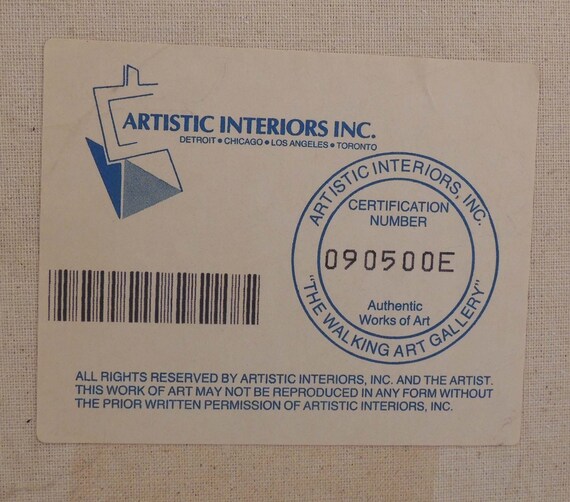 ARTISTIC INTERIORS INC.
DETROIT • CHICAGO • LOS ANGELES • TORONTO
ARTISTIC INTERIORS, INC.
CERTIFICATION
NUMBER
090500E
Authentic
Works of Art
"THE WALKING ART GALLERY"
ALL RIGHTS RESERVED BY ARTISTIC INTERIORS, INC. AND THE ARTIST.
THIS WORK OF ART MAY NOT BE REPRODUCED IN ANY FORM WITHOUT
THE PRIOR WRITTEN PERMISSION OF ARTISTIC INTERIORS, INC.